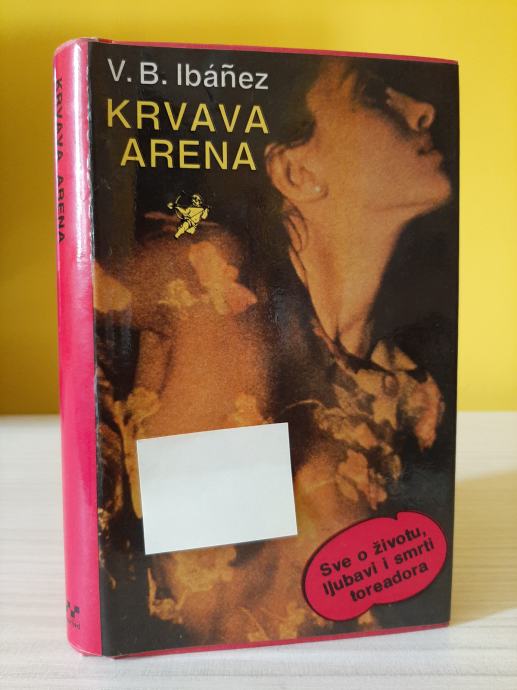 V. B. Ibáñez
KRVAVA
ARENA
Sve o životu,
ljubavi i smrti
toreadora
KRVAVA ARENA